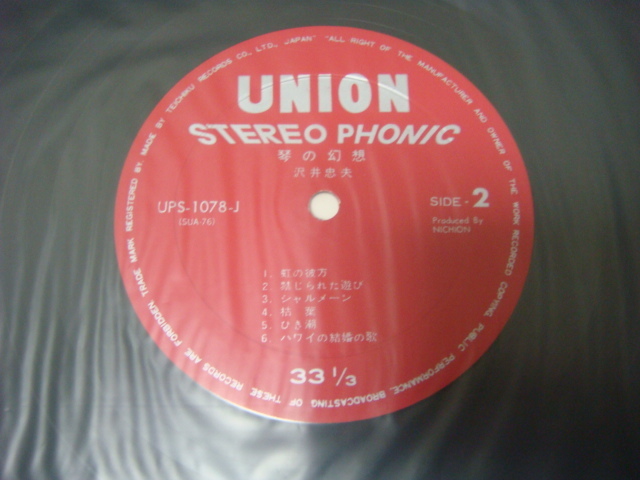 UNION
STEREO PHONIC
琴の幻想
沢井忠夫
UPS-1078-J
(SUA-76)
SIDE - 2
Produced By
NICHION
1. 虹の彼方
2. 禁じられた遊び
3. シャルメーン
4. 枯葉
5. ひき潮
6. ハワイの結婚の歌
33 1/3
TRADE MARK REGISTERED BY MADE BY TEICHIKU RECORDS CO., LTD., JAPAN" "ALL RIGHT OF THE MANUFACTURER AND OWNER OF THE WORK RECORDED COPYING, PUBLIC PERFORMANCE, BROADCASTING OF THESE RECORDS ARE FORBIDDEN.